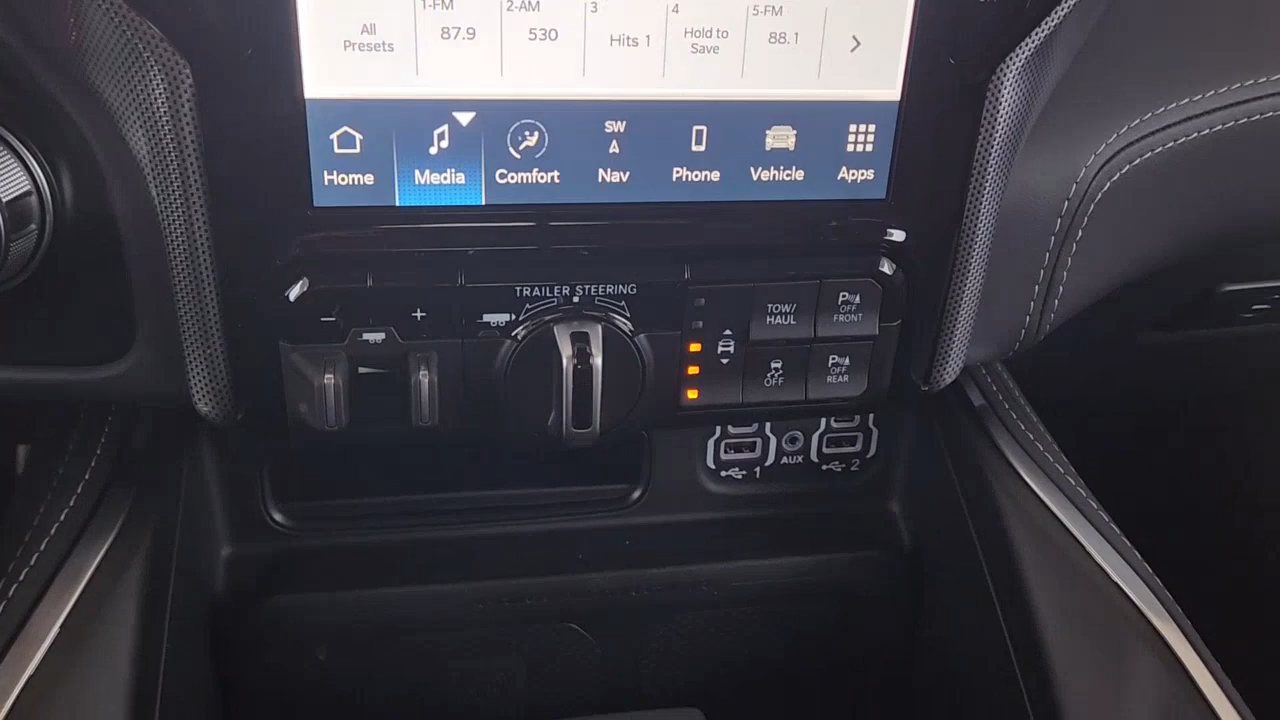 1-FM
2-AM
3
4
5-FM
All
Presets
87.9
530
Hits 1
Hold to
Save
88.1
SW
Home
Media
Comfort
Nav
Phone
Vehicle
Apps
TRAILER STEERING
- +
TOW/
HAUL
P
OFF
FRONT
OFF
P
OFF
REAR
1
AUX
2